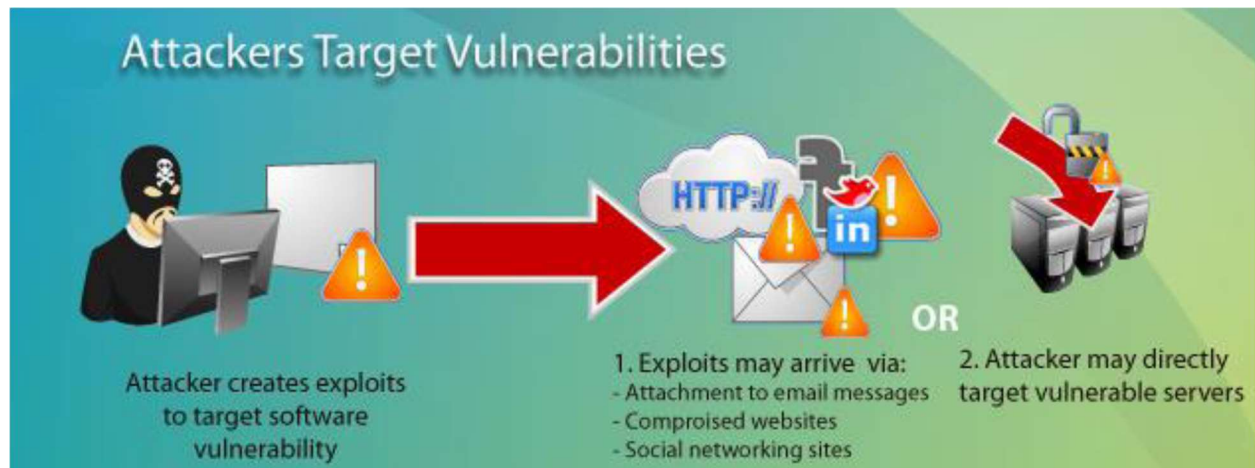 Attackers Target Vulnerabilities
HTTP://
in
OR
Attacker creates exploits
to target software
vulnerability
1. Exploits may arrive via:
- Attachment to email messages
- Comproised websites
- Social networking sites
2. Attacker may directly
target vulnerable servers